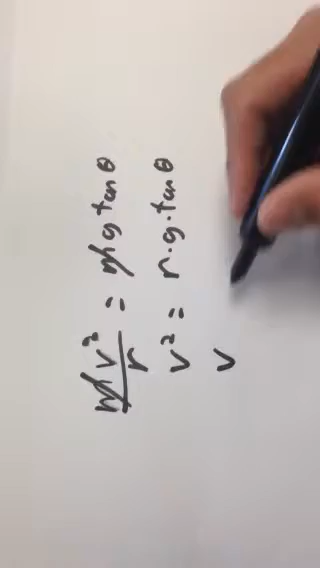 mv²/r = mg tan θ
v² = r·g·tan θ
v